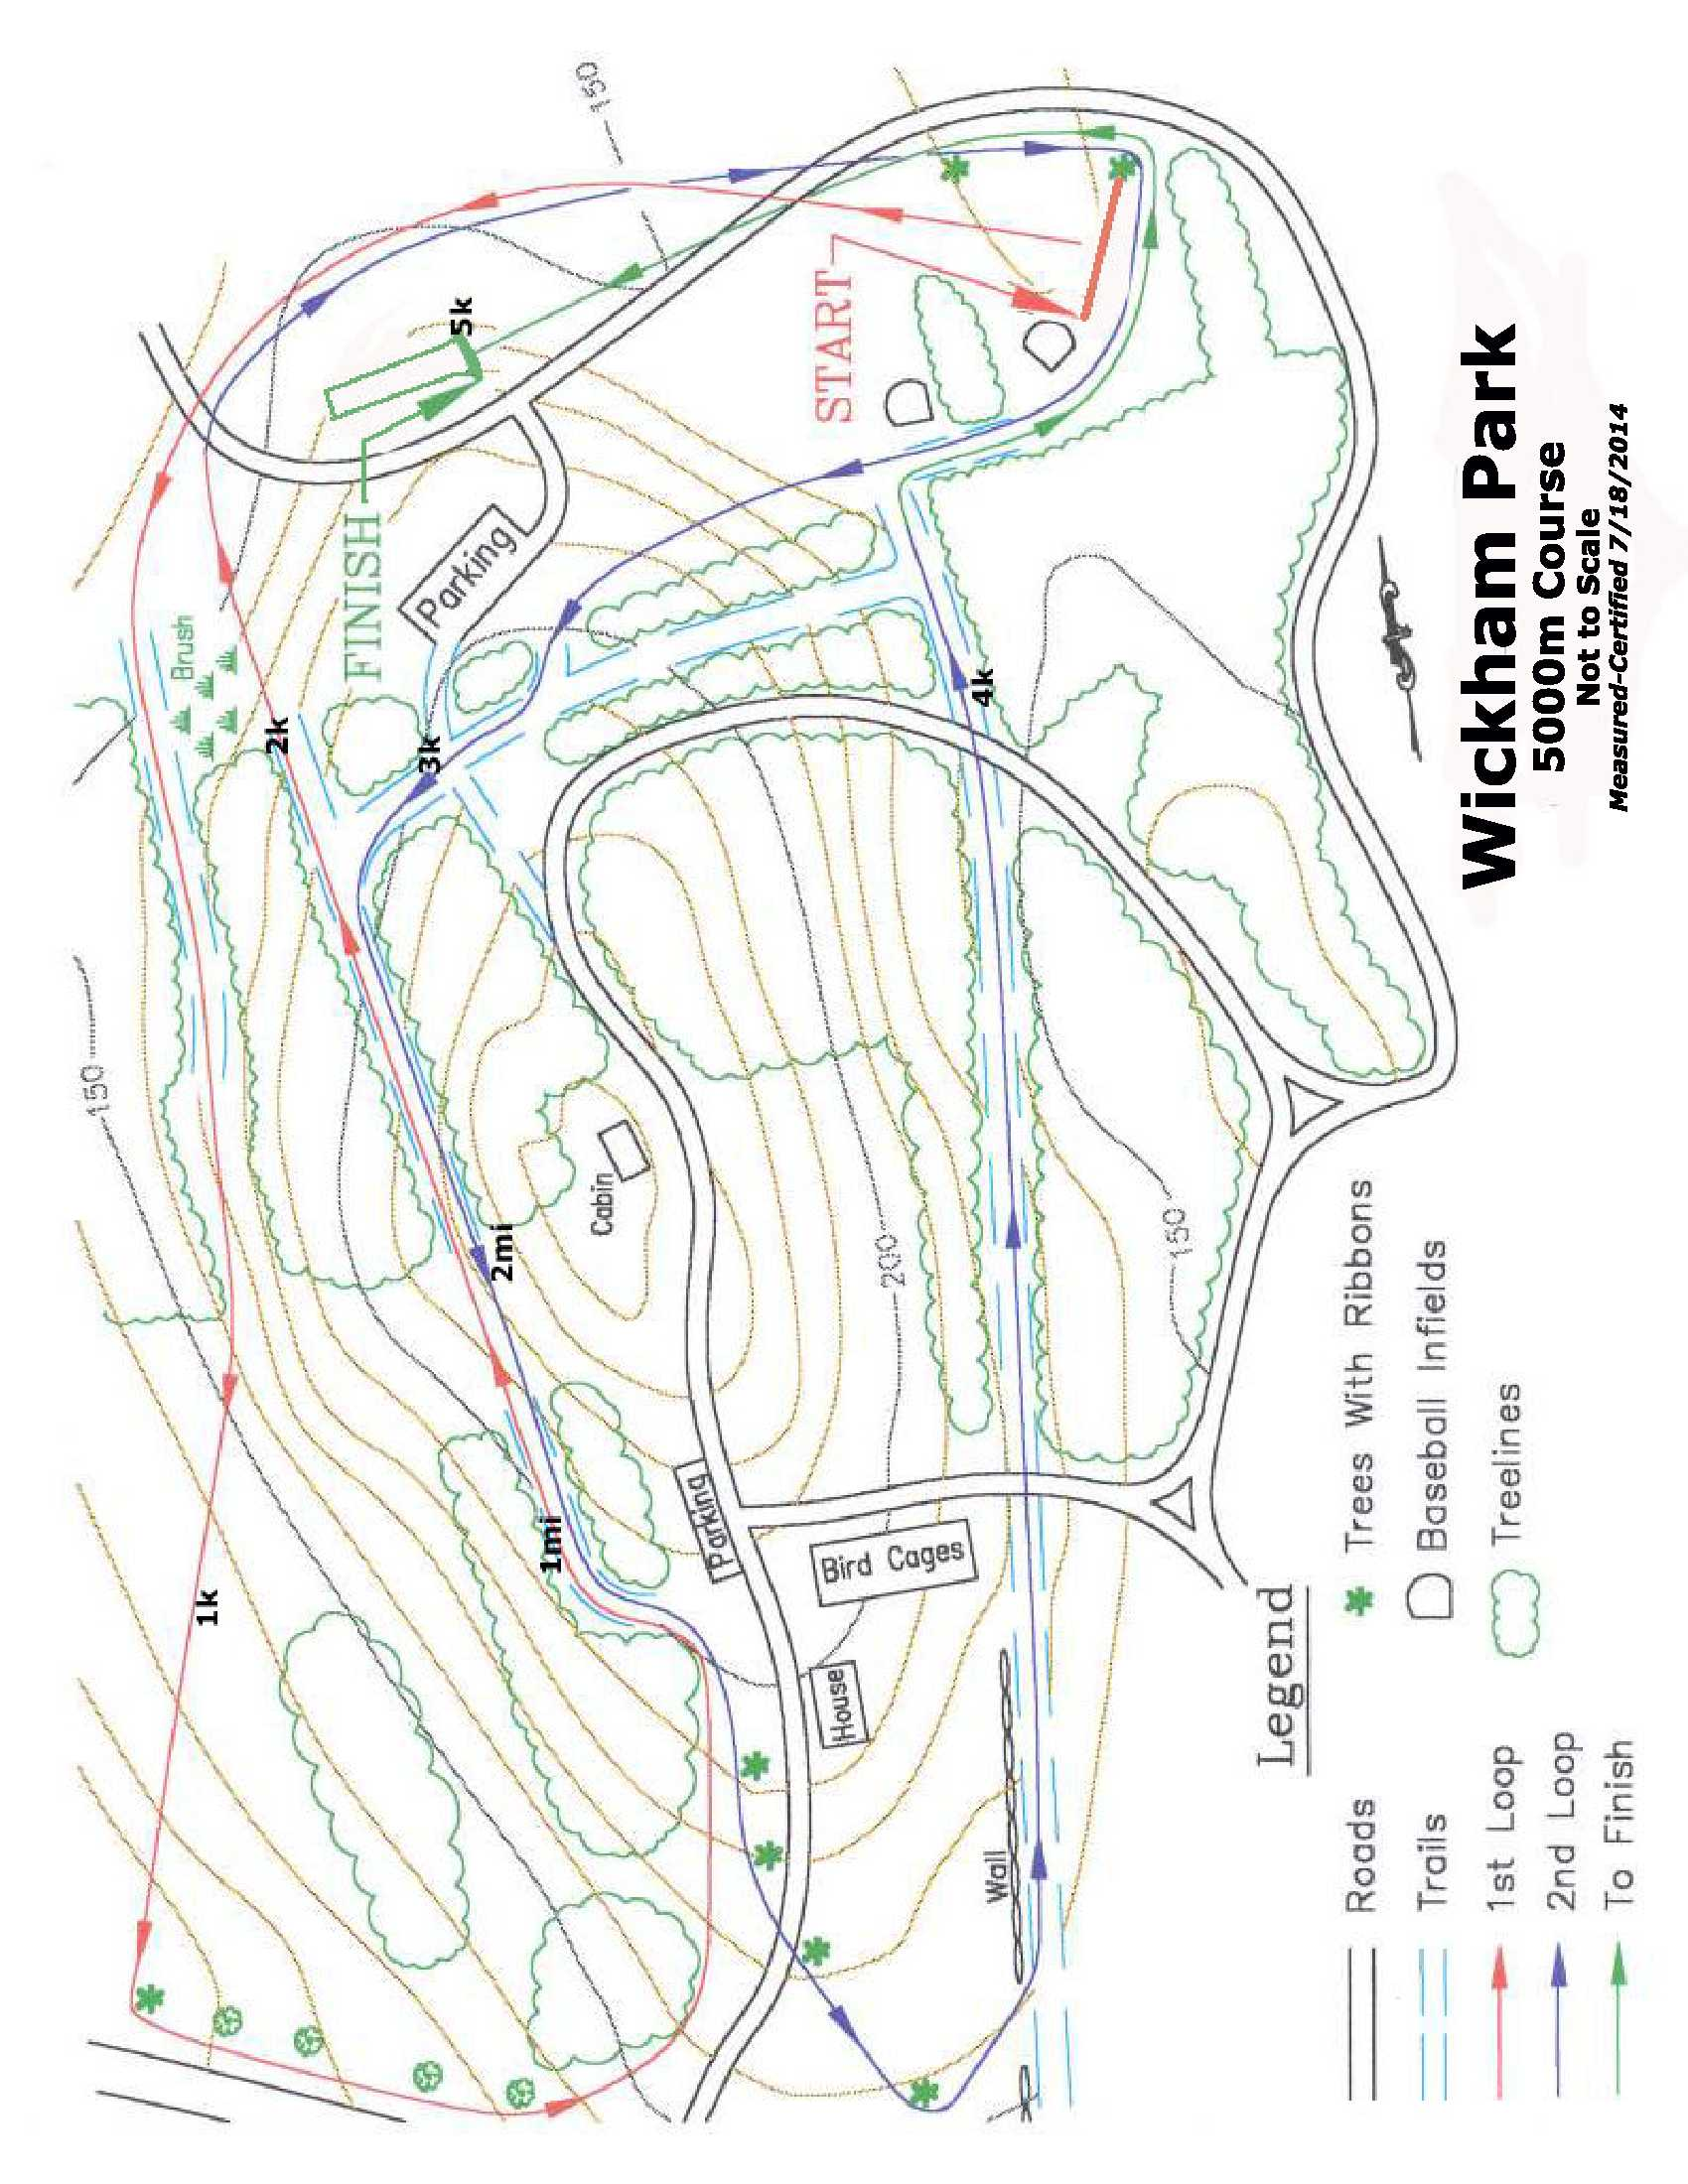 Wickham Park
5000m Course
Not to Scale
Measured-Certified 7/18/2014
START
FINISH
Parking
Brush
150
150
150
200
1k
2k
3k
4k
5k
1mi
2mi
Cabin
Parking
Bird Cages
House
Wall
Legend
Roads
Trails
1st Loop
2nd Loop
To Finish
Trees With Ribbons
Baseball Infields
Treelines